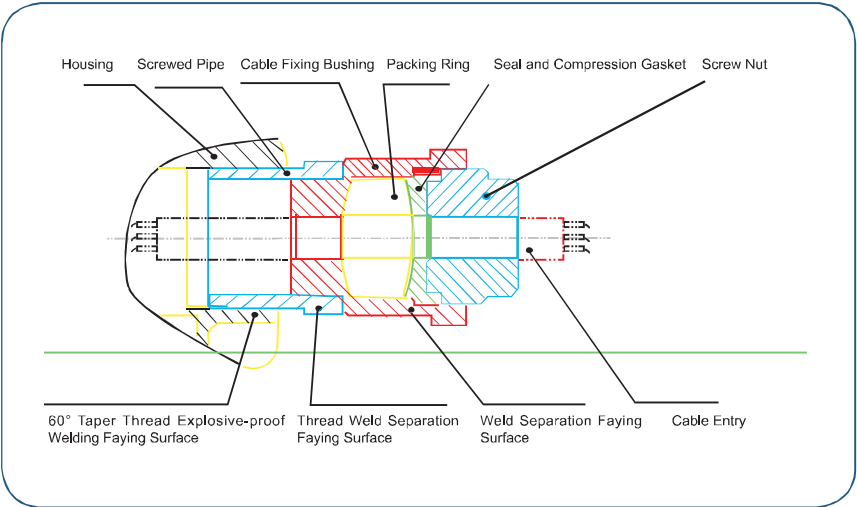 Housing Screwed Pipe Cable Fixing Bushing Packing Ring Seal and Compression Gasket Screw Nut
60° Taper Thread Explosive-proof
Welding Faying Surface
Thread Weld Separation
Faying Surface
Weld Separation Faying
Surface
Cable Entry